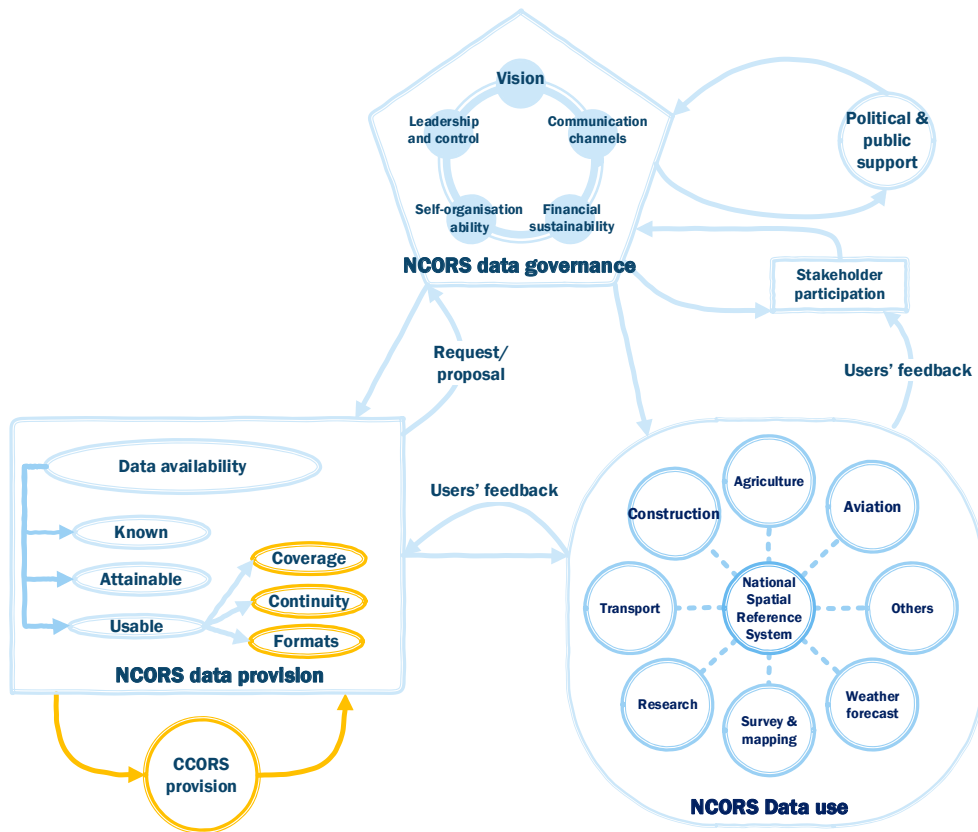 Vision
Leadership
and control
Communication
channels
Self-organisation
ability
Financial
sustainability
NCORS data governance
Political &
public
support
Stakeholder
participation
Users' feedback
Request/
proposal
Data availability
Known
Attainable
Usable
Coverage
Continuity
Formats
NCORS data provision
CCORS
provision
Users' feedback
Agriculture
Construction
Aviation
Transport
National
Spatial
Reference
System
Others
Research
Survey &
mapping
Weather
forecast
NCORS Data use